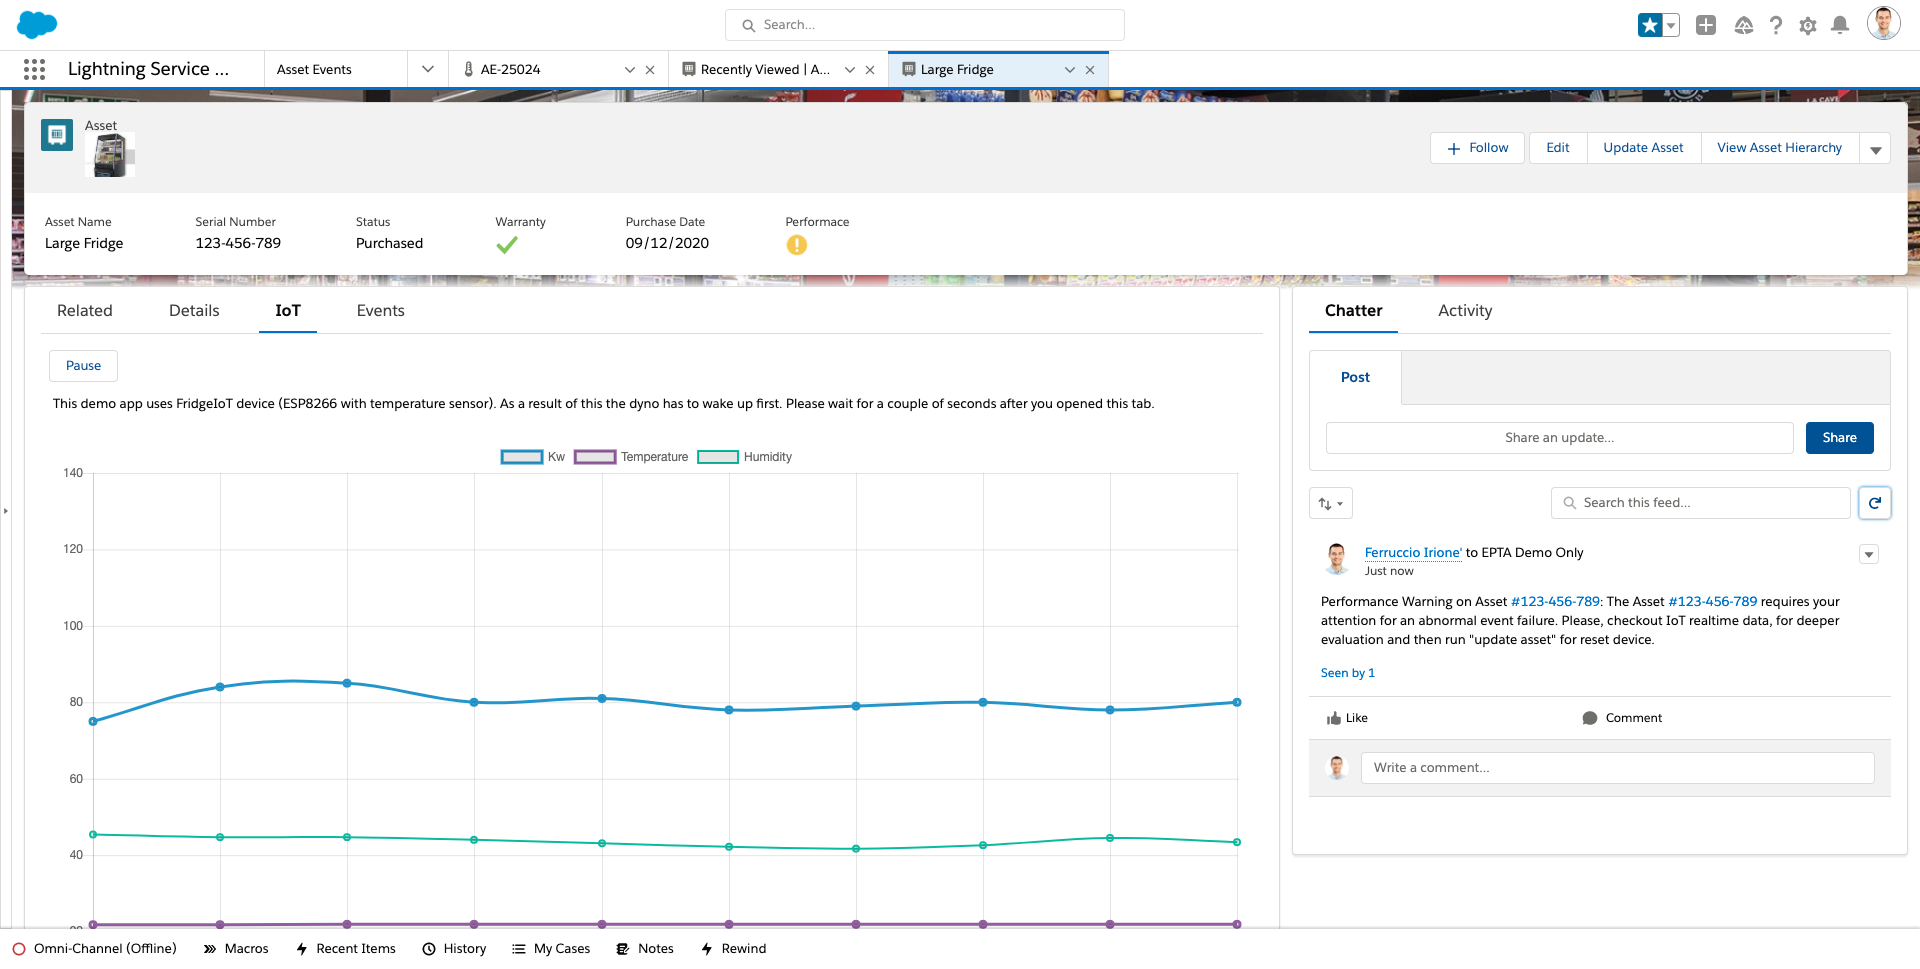 Search...
Lightning Service ...
Asset Events
AE-25024
Recently Viewed | A...
Large Fridge
Asset
Follow
Edit
Update Asset
View Asset Hierarchy
Asset Name
Serial Number
Status
Warranty
Purchase Date
Performace
Large Fridge
123-456-789
Purchased
09/12/2020
Related
Details
IoT
Events
Pause
This demo app uses FridgeIoT device (ESP8266 with temperature sensor). As a result of this the dyno has to wake up first. Please wait for a couple of seconds after you opened this tab.
Kw
Temperature
Humidity
140
120
100
80
60
40
Chatter
Activity
Post
Share an update...
Share
Search this feed...
Ferruccio Irione' to EPTA Demo Only
Just now
Performance Warning on Asset #123-456-789: The Asset #123-456-789 requires your
attention for an abnormal event failure. Please, checkout IoT realtime data, for deeper
evaluation and then run "update asset" for reset device.
Seen by 1
Like
Comment
Write a comment...
Omni-Channel (Offline)
Macros
Recent Items
History
My Cases
Notes
Rewind